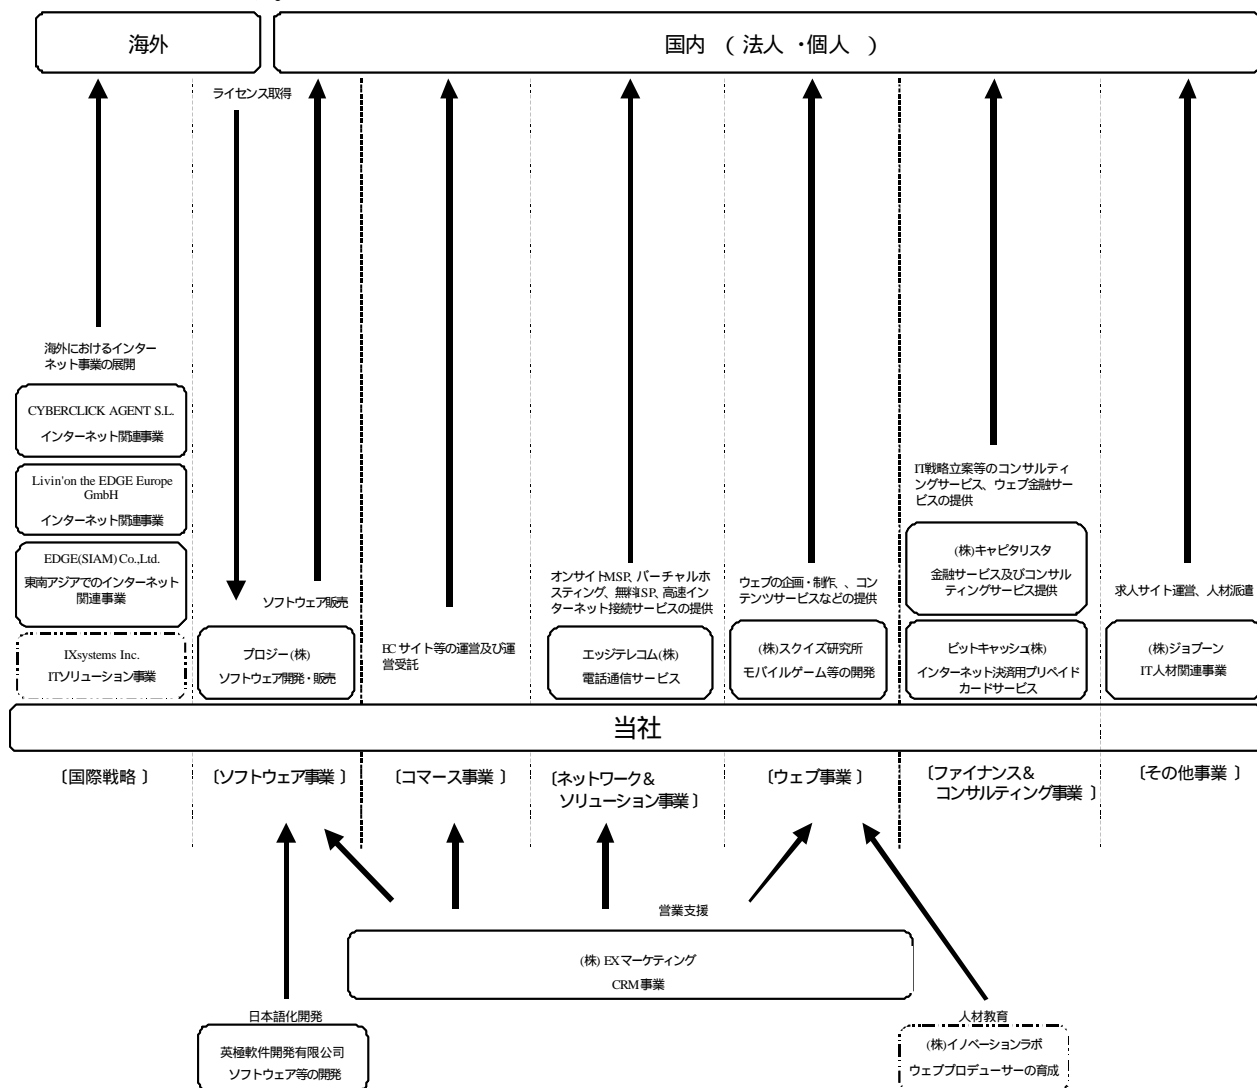 海外
国内 （ 法人 ・個人 ）
ライセンス取得
海外におけるインター
ネット事業の展開
CYBERCLICK AGENT S.L.
インターネット関連事業
Livin'on the EDGE Europe
GmbH
インターネット関連事業
EDGE(SIAM) Co.,Ltd.
東南アジアでのインターネット
関連事業
IXsystems Inc.
ITソリューション事業
ソフトウェア販売
プロジー(株)
ソフトウェア開発・販売
ECサイト等の運営及び運
営受託
オンサイトMSP、バーチャルホ
スティング、無料ISP、高速イン
ターネット接続サービスの提供
エッジテレコム(株)
電話通信サービス
ウェブの企画・制作、、コン
テンツサービスなどの提供
(株)スクイズ研究所
モバイルゲーム等の開発
IT戦略立案等のコンサルティ
ングサービス、ウェブ金融サー
ビスの提供
(株)キャピタリスタ
金融サービス及びコンサル
ティングサービス提供
ビットキャッシュ株)
インターネット決済用プリペイド
カードサービス
求人サイト運営、人材派遣
(株)ジョブーン
IT人材関連事業
当社
〔国際戦略 〕
〔ソフトウェア事業 〕
〔コマース事業 〕
〔ネットワーク&
ソリューション事業 〕
〔ウェブ事業 〕
〔ファイナンス&
コンサルティング事業 〕
〔その他事業 〕
営業支援
(株) EXマーケティング
CRM事業
日本語化開発
英極軟件開発有限公司
ソフトウェア等の開発
人材教育
(株)イノベーションラボ
ウェブプロデューサーの育成